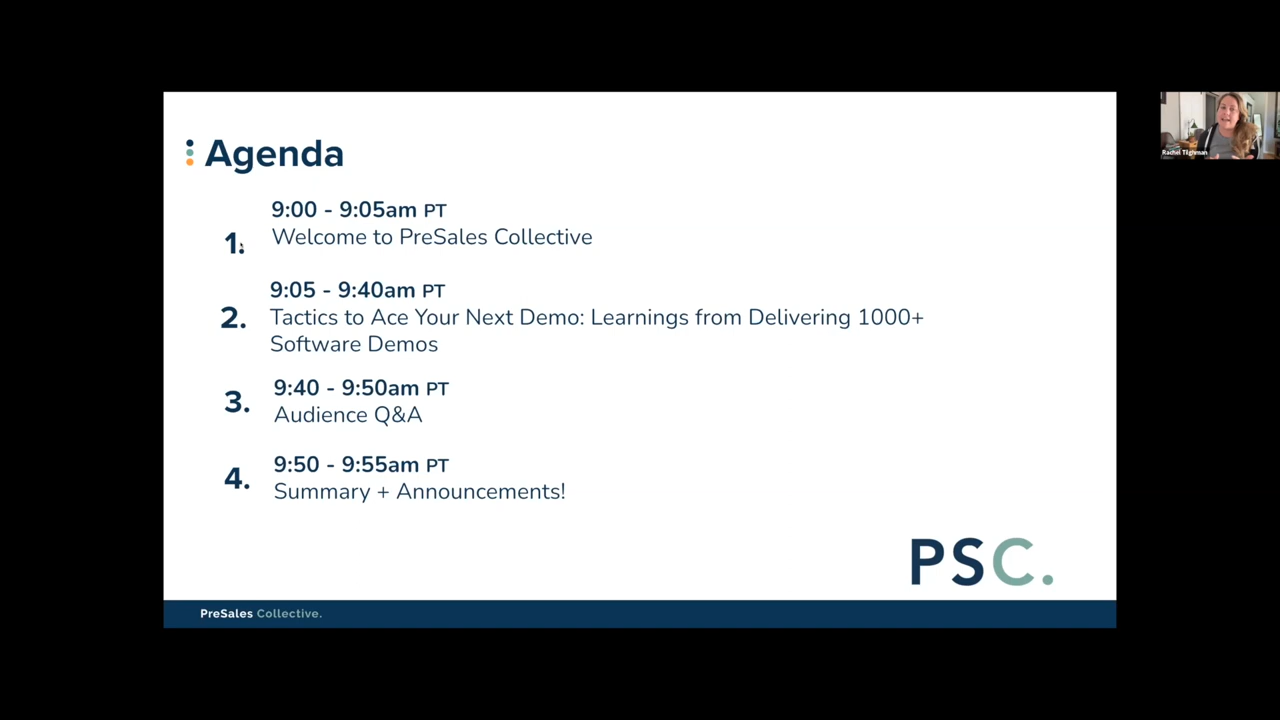 Agenda
1.
9:00 - 9:05am PT
Welcome to PreSales Collective
2.
9:05 - 9:40am PT
Tactics to Ace Your Next Demo: Learnings from Delivering 1000+
Software Demos
3.
9:40 - 9:50am PT
Audience Q&A
4.
9:50 - 9:55am PT
Summary + Announcements!
PSC.
PreSales Collective.
Rachel Tilghman